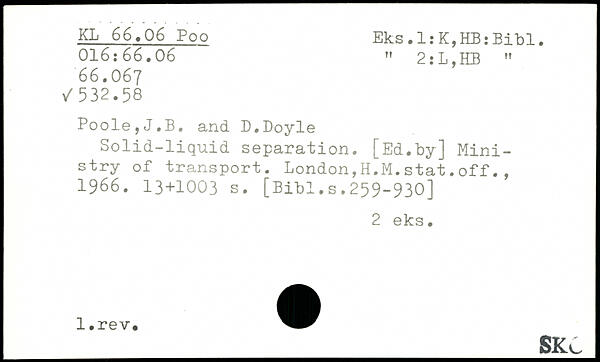 KL 66.06 Poo
Eks.1:K,HB:Bibl.
016:66.06
" 2:L,HB "
66.067
√ 532.58
Poole,J.B. and D.Doyle
Solid-liquid separation. [Ed.by] Mini-
stry of transport. London,H.M.stat.off.,
1966. 13+1003 s. [Bibl.s.259-930]
2 eks.
1.rev.